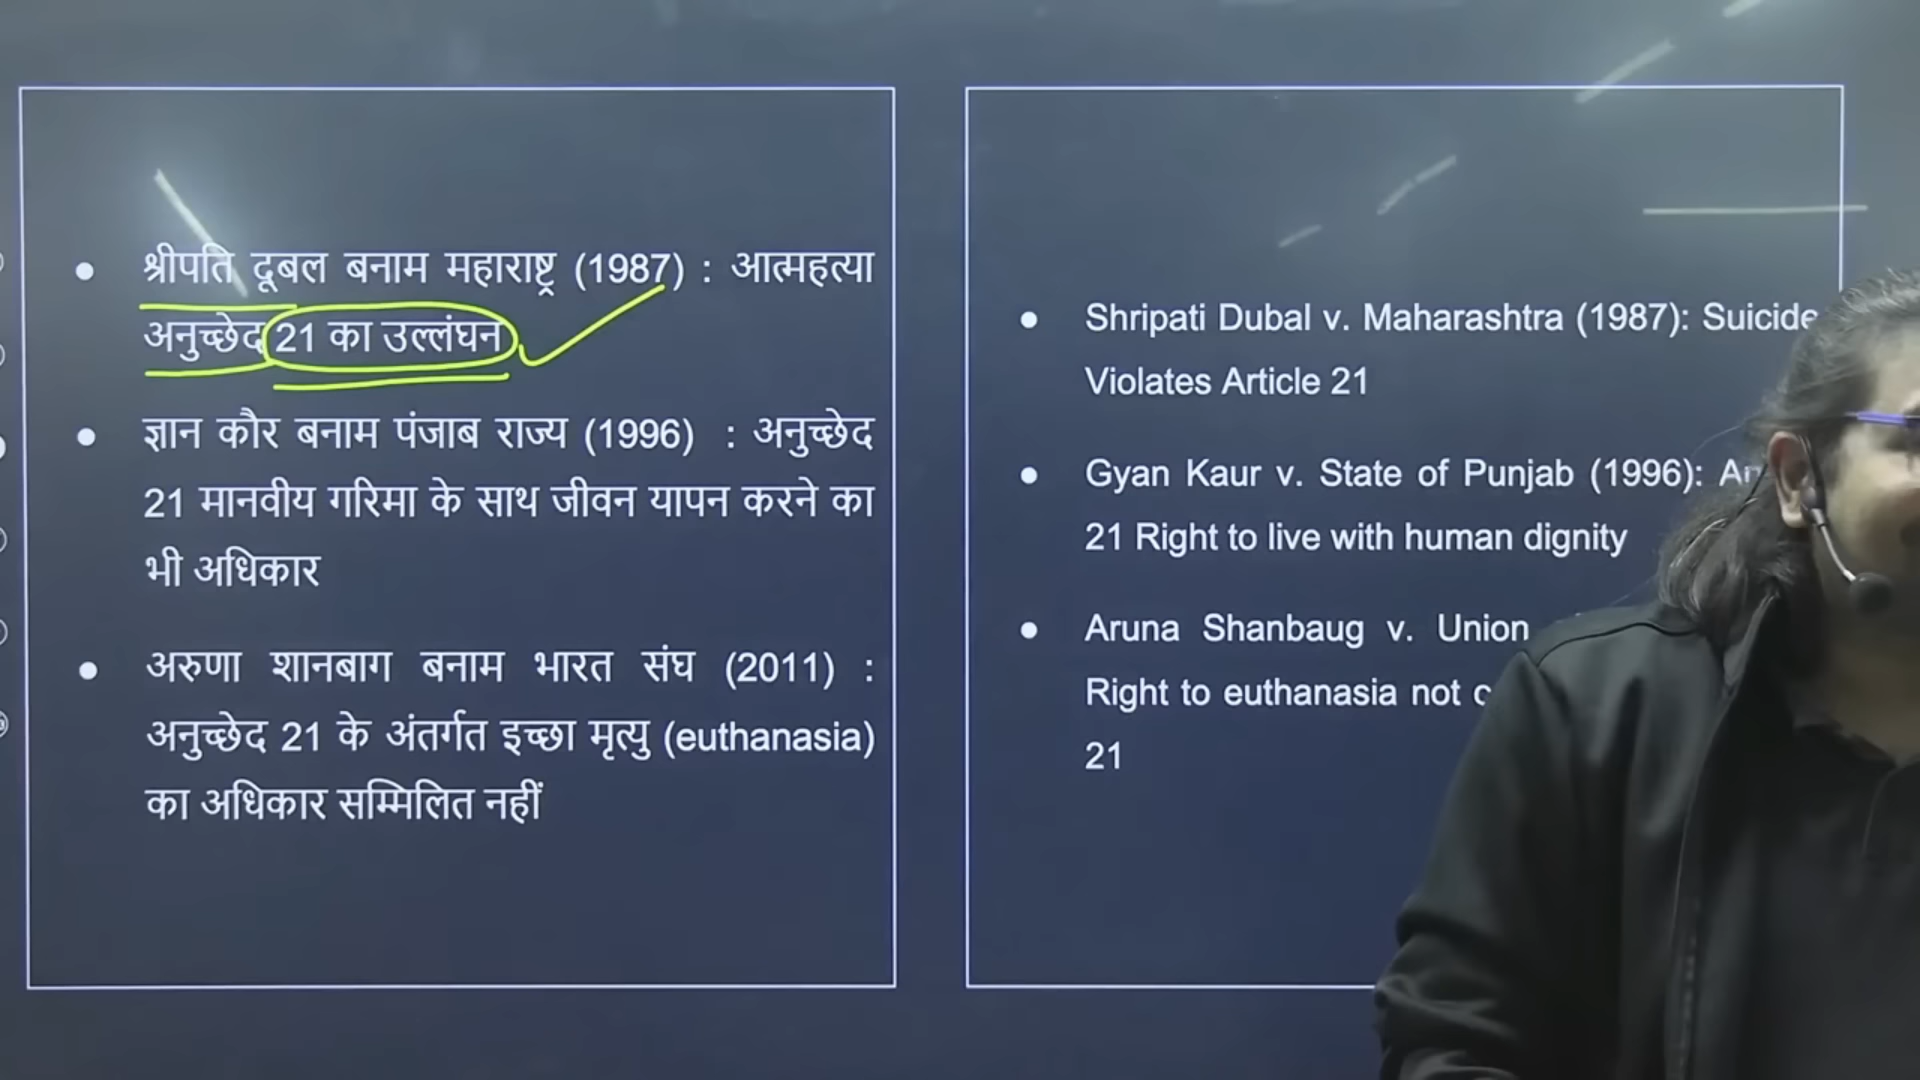 श्रीपति दूबल बनाम महाराष्ट्र (1987) : आत्महत्या
अनुच्छेद 21 का उल्लंघन
ज्ञान कौर बनाम पंजाब राज्य (1996) : अनुच्छेद
21 मानवीय गरिमा के साथ जीवन यापन करने का
भी अधिकार
अरुणा शानबाग बनाम भारत संघ (2011) :
अनुच्छेद 21 के अंतर्गत इच्छा मृत्यु (euthanasia)
का अधिकार सम्मिलित नहीं
Shripati Dubal v. Maharashtra (1987): Suicide
Violates Article 21
Gyan Kaur v. State of Punjab (1996):
21 Right to live with human dignity
Aruna Shanbaug v. Union
Right to euthanasia not
21